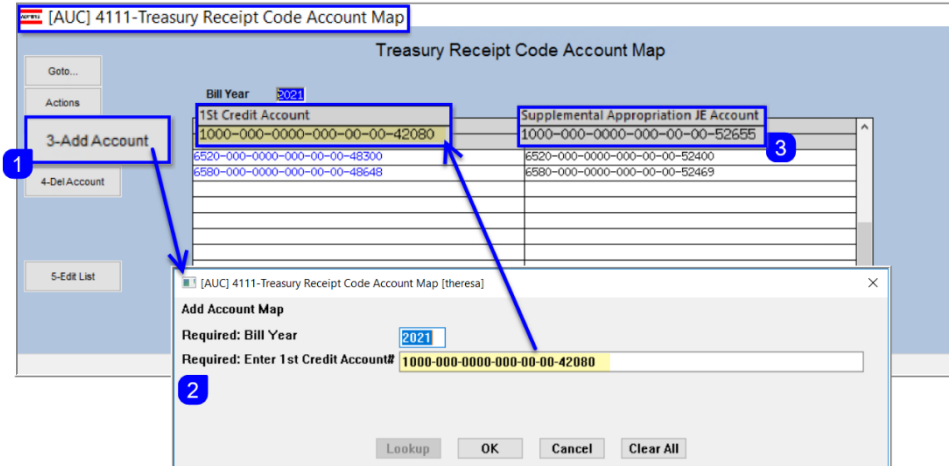 [AUC] 4111-Treasury Receipt Code Account Map
Treasury Receipt Code Account Map
Goto...
Actions
3-Add Account
1
4-Del Account
5-Edit List
Bill Year 2021
1St Credit Account Supplemental Appropriation JE Account
1000-000-0000-000-00-00-42080 1000-000-0000-000-00-00-52655
3
6520-000-0000-000-00-00-48300 6520-000-0000-000-00-00-52400
6580-000-0000-000-00-00-48648 6580-000-0000-000-00-00-52469
[AUC] 4111-Treasury Receipt Code Account Map [theresa]
Add Account Map
Required: Bill Year 2021
Required: Enter 1st Credit Account# 1000-000-0000-000-00-00-42080
2
Lookup OK Cancel Clear All